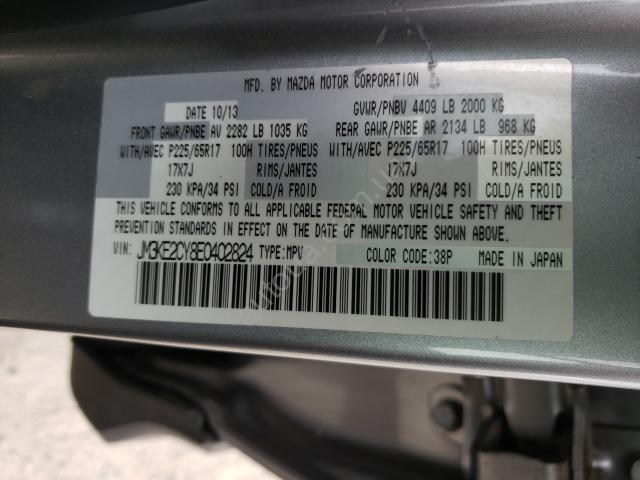 MFD. BY MAZDA MOTOR CORPORATION
DATE 10/13 GVWR/PNBV 4409 LB 2000 KG
FRONT GAWR/PNBE AV 2282 LB 1035 KG REAR GAWR/PNBE AR 2134 LB 968 KG
WITH/AVEC P225/65R17 100H TIRES/PNEUS WITH/AVEC P225/65R17 100H TIRES/PNEUS
17X7J RIMS/JANTES 17X7J RIMS/JANTES
230 KPA/34 PSI COLD/A FROID 230 KPA/34 PSI COLD/A FROID
THIS VEHICLE CONFORMS TO ALL APPLICABLE FEDERAL MOTOR VEHICLE SAFETY AND THEFT
PREVENTION STANDARDS IN EFFECT ON THE DATE OF MANUFACTURE SHOWN ABOVE.
VIN: JM3KE2CY8E0402824 TYPE:MPV COLOR CODE:38P MADE IN JAPAN